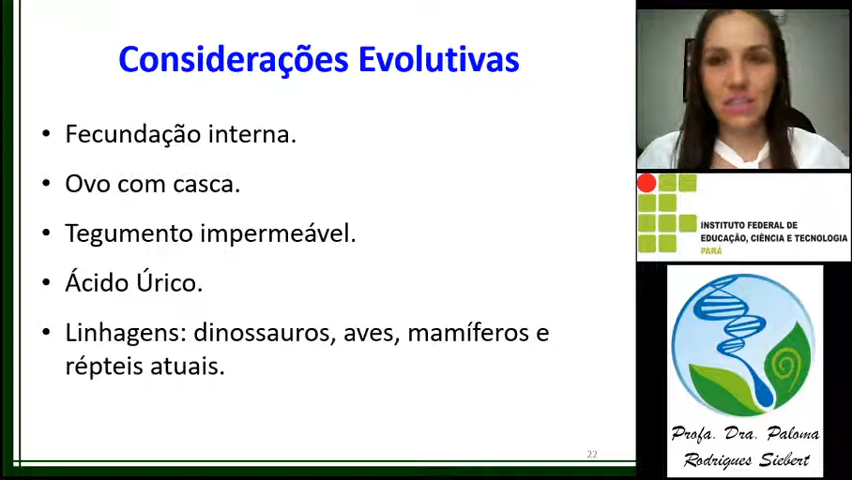 Considerações Evolutivas
• Fecundação interna.
• Ovo com casca.
• Tegumento impermeável.
• Ácido Úrico.
• Linhagens: dinossauros, aves, mamíferos e
répteis atuais.
22
INSTITUTO FEDERAL DE
EDUCAÇÃO, CIÊNCIA E TECNOLOGIA
PARÁ
Profa. Dra. Paloma
Rodrigues Siebert